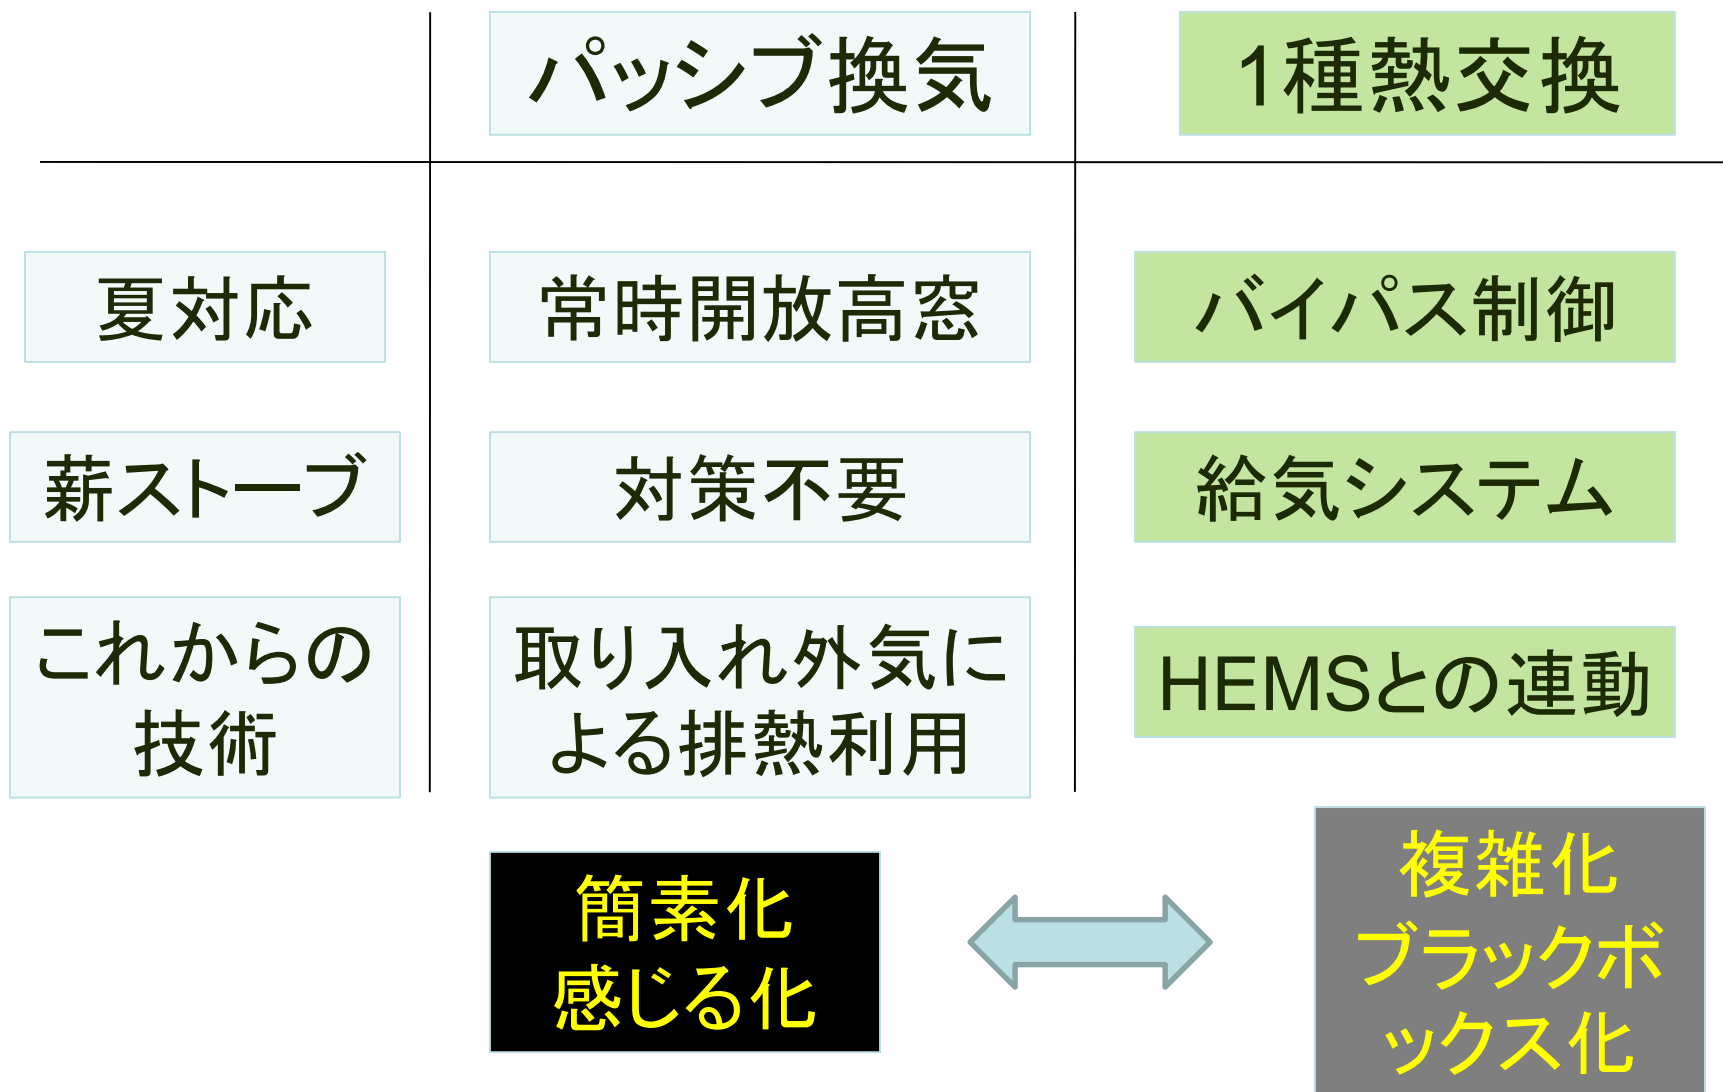 パッシブ換気
1種熱交換
夏対応
常時開放高窓
バイパス制御
薪ストーブ
対策不要
給気システム
これからの
技術
取り入れ外気に
よる排熱利用
HEMSとの連動
簡素化
感じる化
複雑化
ブラックボ
ックス化